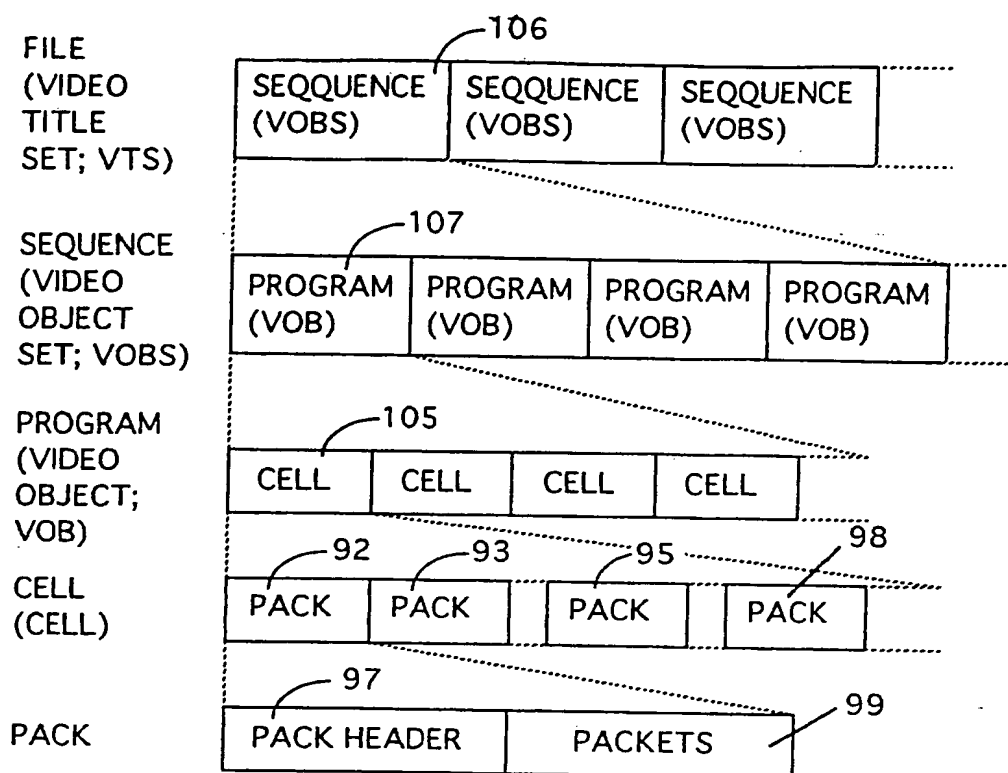 FILE
(VIDEO
TITLE
SET; VTS)
106
SEQQUENCE
(VOBS)
SEQQUENCE
(VOBS)
SEQQUENCE
(VOBS)
SEQUENCE
(VIDEO
OBJECT
SET; VOBS)
107
PROGRAM
(VOB)
PROGRAM
(VOB)
PROGRAM
(VOB)
PROGRAM
(VOB)
PROGRAM
(VIDEO
OBJECT;
VOB)
105
CELL
CELL
CELL
CELL
CELL
(CELL)
92
93
95
98
PACK
PACK
PACK
PACK
PACK
97
99
PACK HEADER
PACKETS